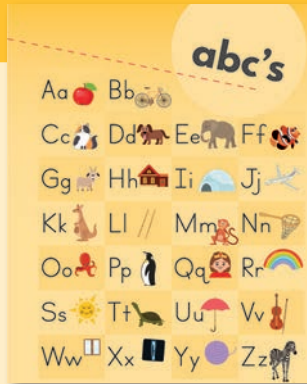 abc's
Aa Bb
Cc Dd Ee Ff
Gg Hh Ii Jj
Kk Ll Mm Nn
Oo Pp Qq Rr
Ss Tt Uu Vv
Ww Xx Yy Zz